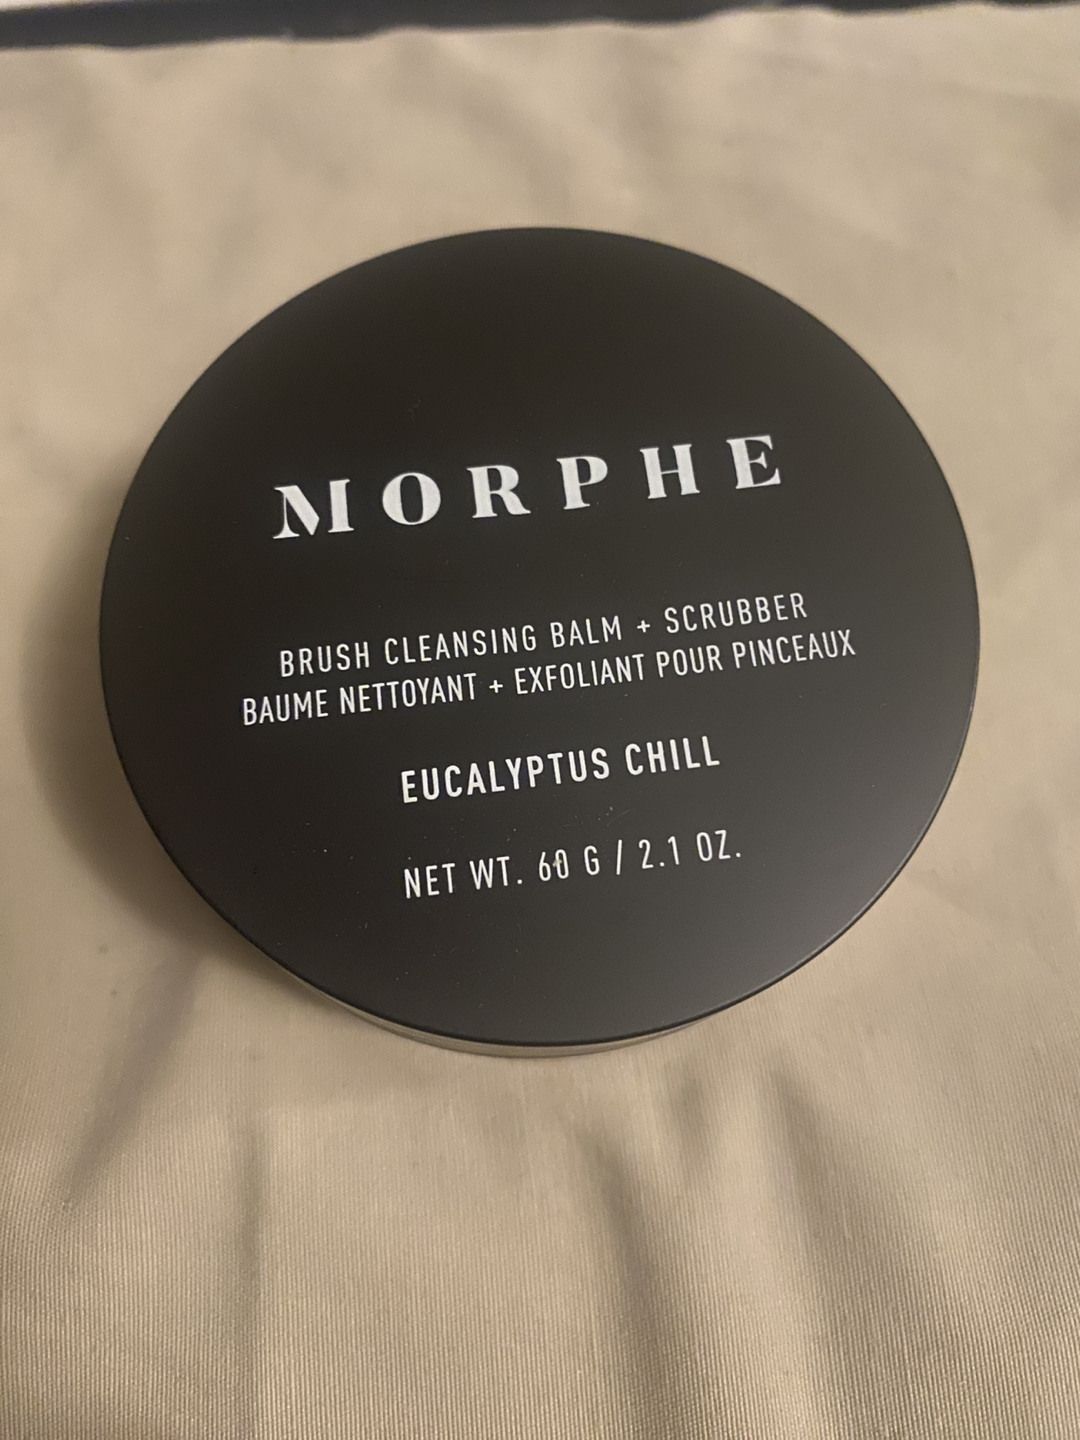 MORPHE
BRUSH CLEANSING BALM + SCRUBBER
BAUME NETTOYANT + EXFOLIANT POUR PINCEAUX
EUCALYPTUS CHILL
NET WT. 60 G / 2.1 OZ.